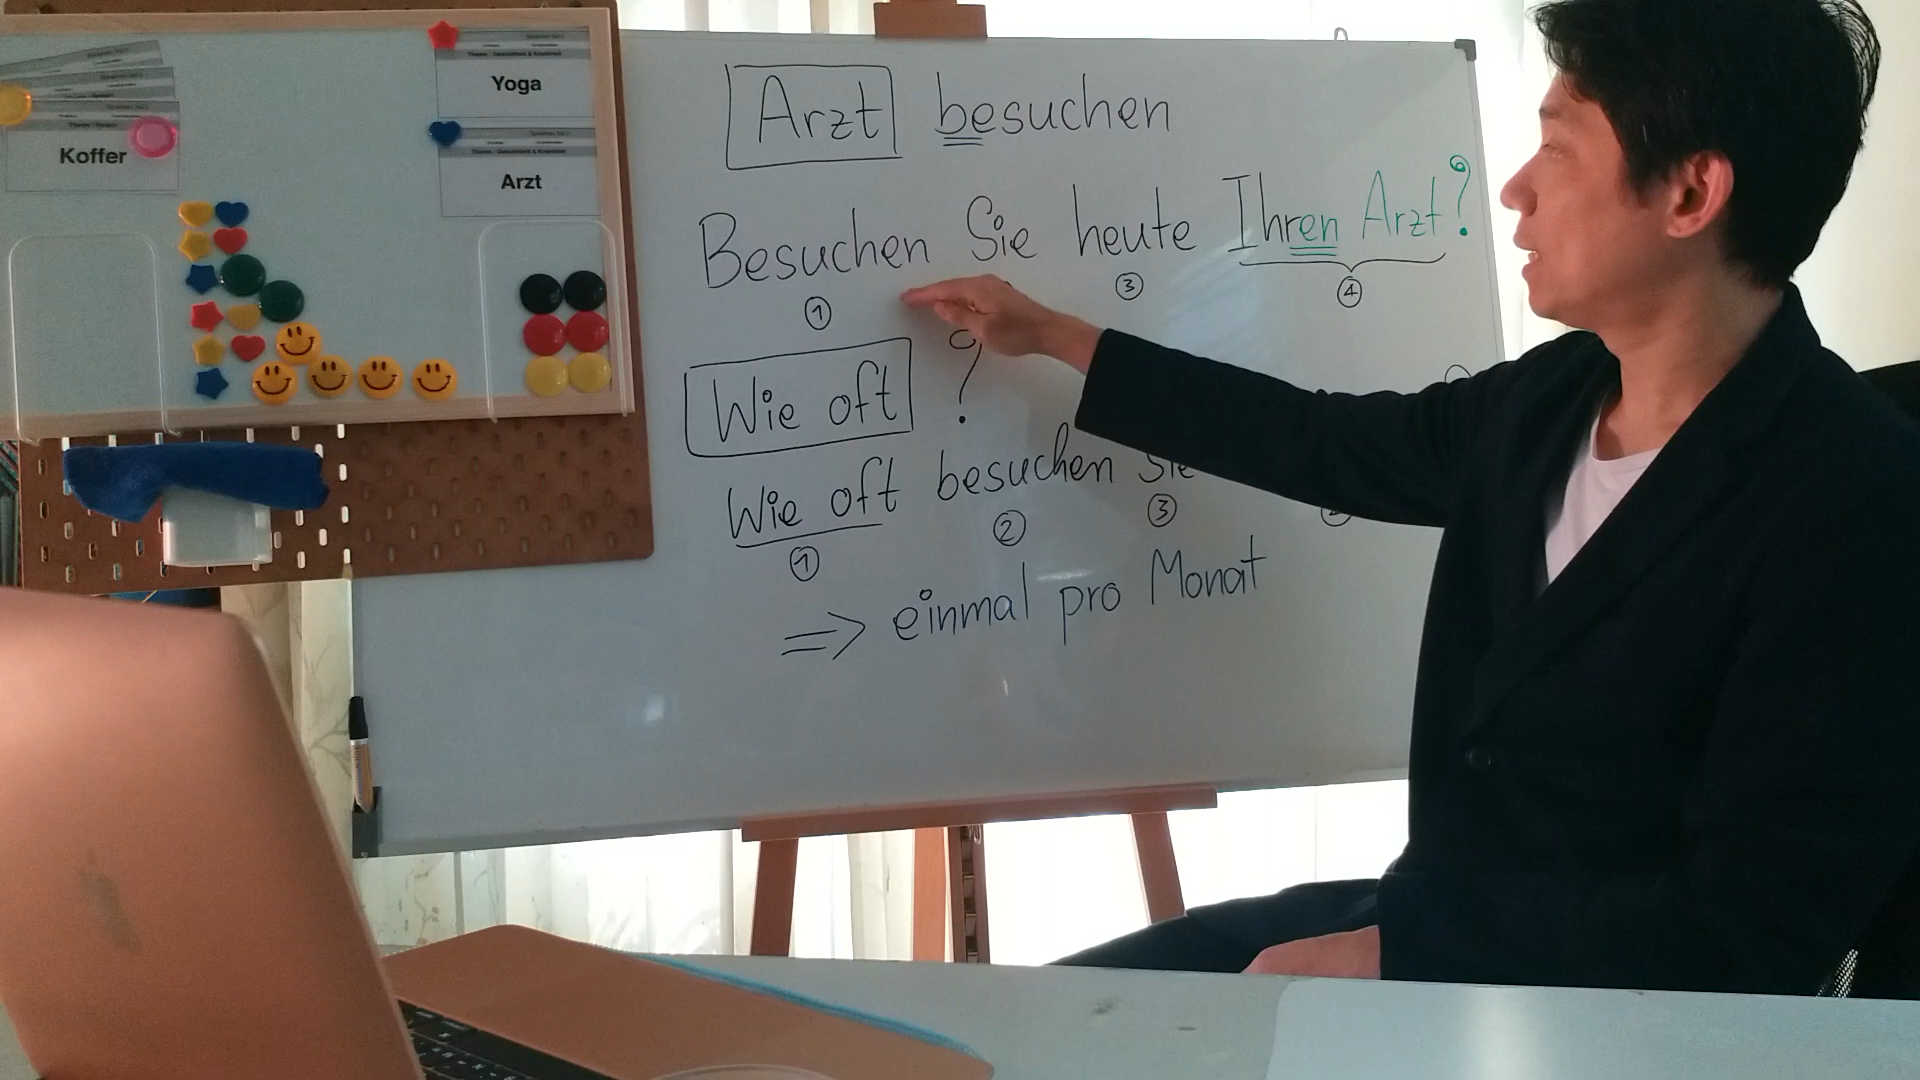 Koffer
Yoga
Arzt
Arzt besuchen
Besuchen Sie heute Ihren Arzt?
① ③ ④
Wie oft ?
Wie oft besuchen Sie
① ② ③
⇒ einmal pro Monat